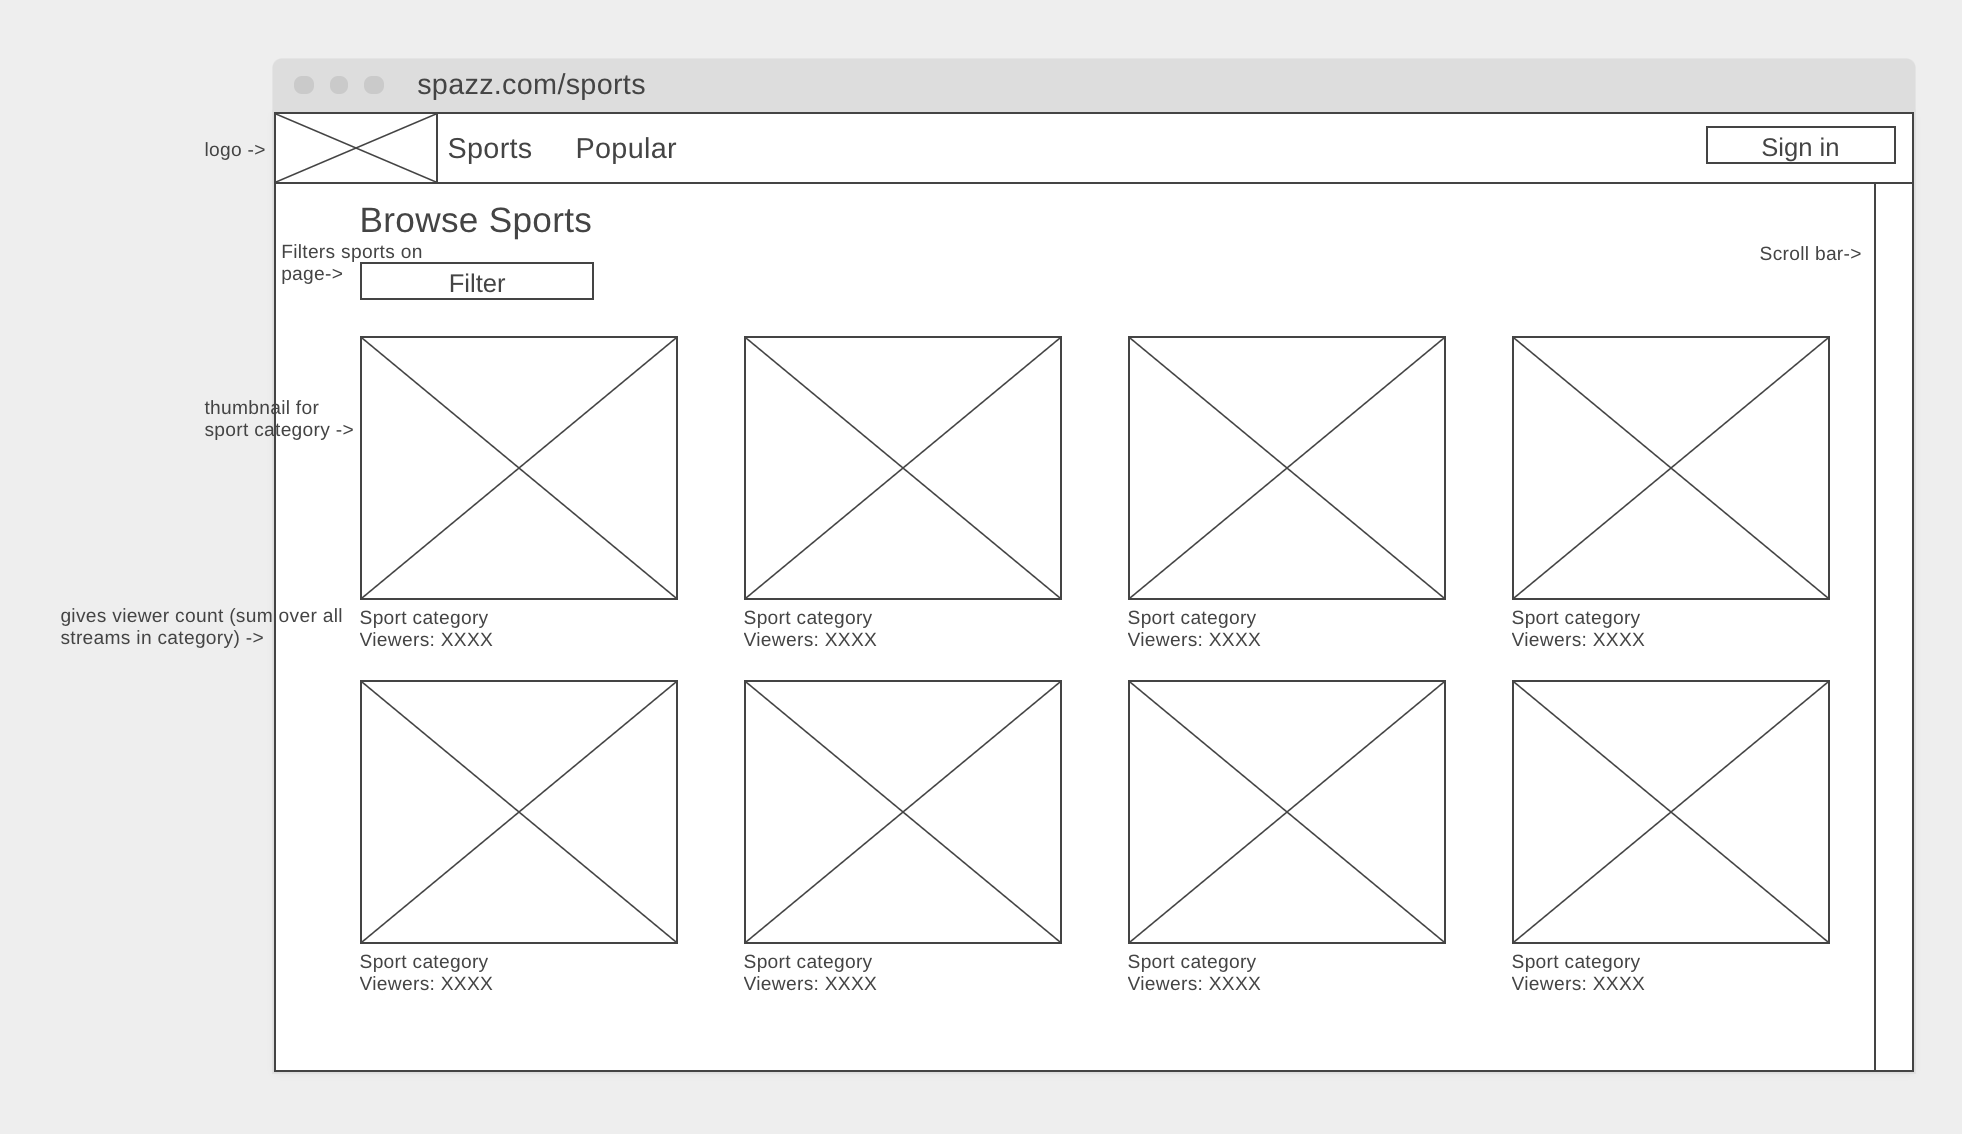 spazz.com/sports
logo ->
Sports
Popular
Sign in
Browse Sports
Filters sports on
page->
Filter
Scroll bar->
thumbnail for
sport category ->
gives viewer count (sum over all
streams in category) ->
Sport category
Viewers: XXXX
Sport category
Viewers: XXXX
Sport category
Viewers: XXXX
Sport category
Viewers: XXXX
Sport category
Viewers: XXXX
Sport category
Viewers: XXXX
Sport category
Viewers: XXXX
Sport category
Viewers: XXXX